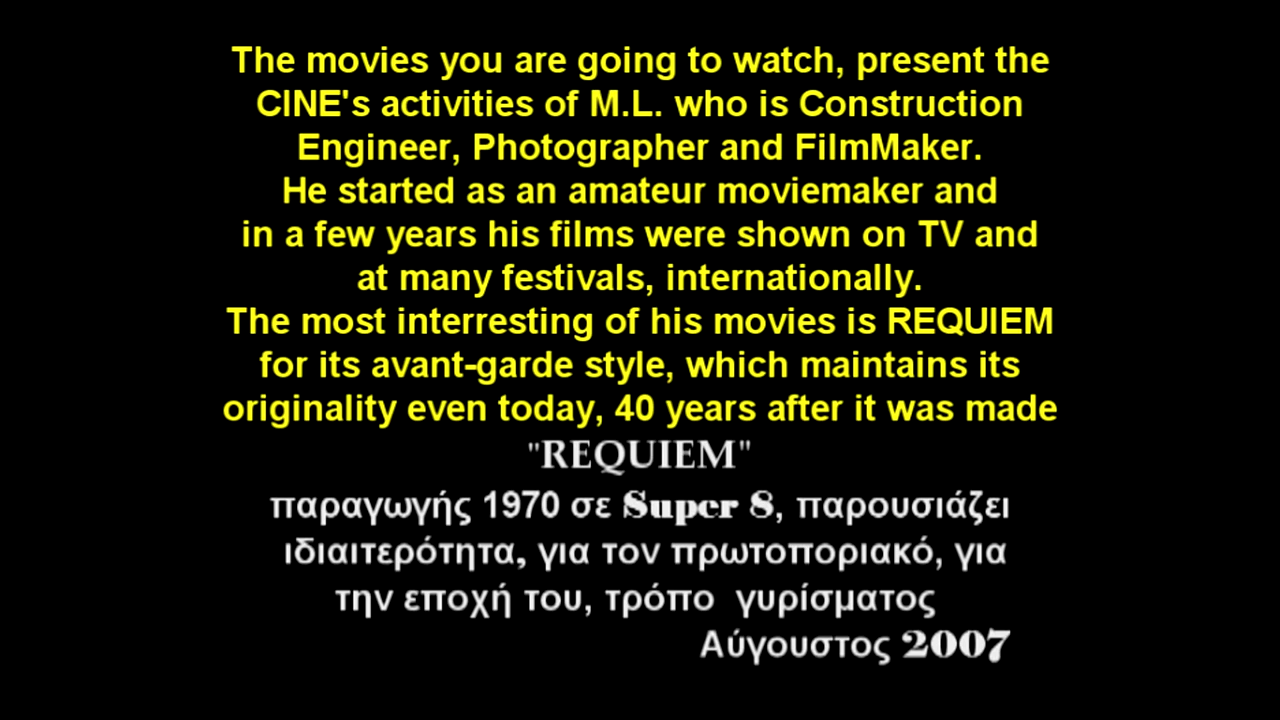 The movies you are going to watch, present the
CINE's activities of M.L. who is Construction
Engineer, Photographer and FilmMaker.
He started as an amateur moviemaker and
in a few years his films were shown on TV and
at many festivals, internationally.
The most interresting of his movies is REQUIEM
for its avant-garde style, which maintains its
originality even today, 40 years after it was made
"REQUIEM"
παραγωγής 1970 σε Super 8, παρουσιάζει
ιδιαιτερότητα, για τον πρωτοποριακό, για
την εποχή του, τρόπο γυρίσματος
Αύγουστος 2007